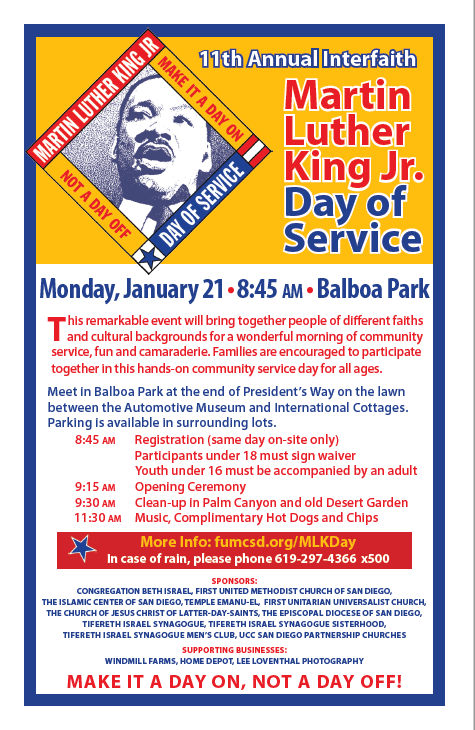 MARTIN LUTHER KING JR
MAKE IT A DAY ON
NOT A DAY OFF
DAY OF SERVICE
11th Annual Interfaith
Martin
Luther
King Jr.
Day of
Service
Monday, January 21 • 8:45 AM • Balboa Park
This remarkable event will bring together people of different faiths
and cultural backgrounds for a wonderful morning of community
service, fun and camaraderie. Families are encouraged to participate
together in this hands-on community service day for all ages.
Meet in Balboa Park at the end of President's Way on the lawn
between the Automotive Museum and International Cottages.
Parking is available in surrounding lots.
8:45 AM Registration (same day on-site only)
Participants under 18 must sign waiver
Youth under 16 must be accompanied by an adult
9:15 AM Opening Ceremony
9:30 AM Clean-up in Palm Canyon and old Desert Garden
11:30 AM Music, Complimentary Hot Dogs and Chips
More Info: fumcsd.org/MLKDay
In case of rain, please phone 619-297-4366 x500
SPONSORS:
CONGREGATION BETH ISRAEL, FIRST UNITED METHODIST CHURCH OF SAN DIEGO,
THE ISLAMIC CENTER OF SAN DIEGO, TEMPLE EMANU-EL, FIRST UNITARIAN UNIVERSALIST CHURCH,
THE CHURCH OF JESUS CHRIST OF LATTER-DAY-SAINTS, THE EPISCOPAL DIOCESE OF SAN DIEGO,
TIFERETH ISRAEL SYNAGOGUE, TIFERETH ISRAEL SYNAGOGUE SISTERHOOD,
TIFERETH ISRAEL SYNAGOGUE MEN'S CLUB, UCC SAN DIEGO PARTNERSHIP CHURCHES
SUPPORTING BUSINESSES:
WINDMILL FARMS, HOME DEPOT, LEE LOVENTHAL PHOTOGRAPHY
MAKE IT A DAY ON, NOT A DAY OFF!